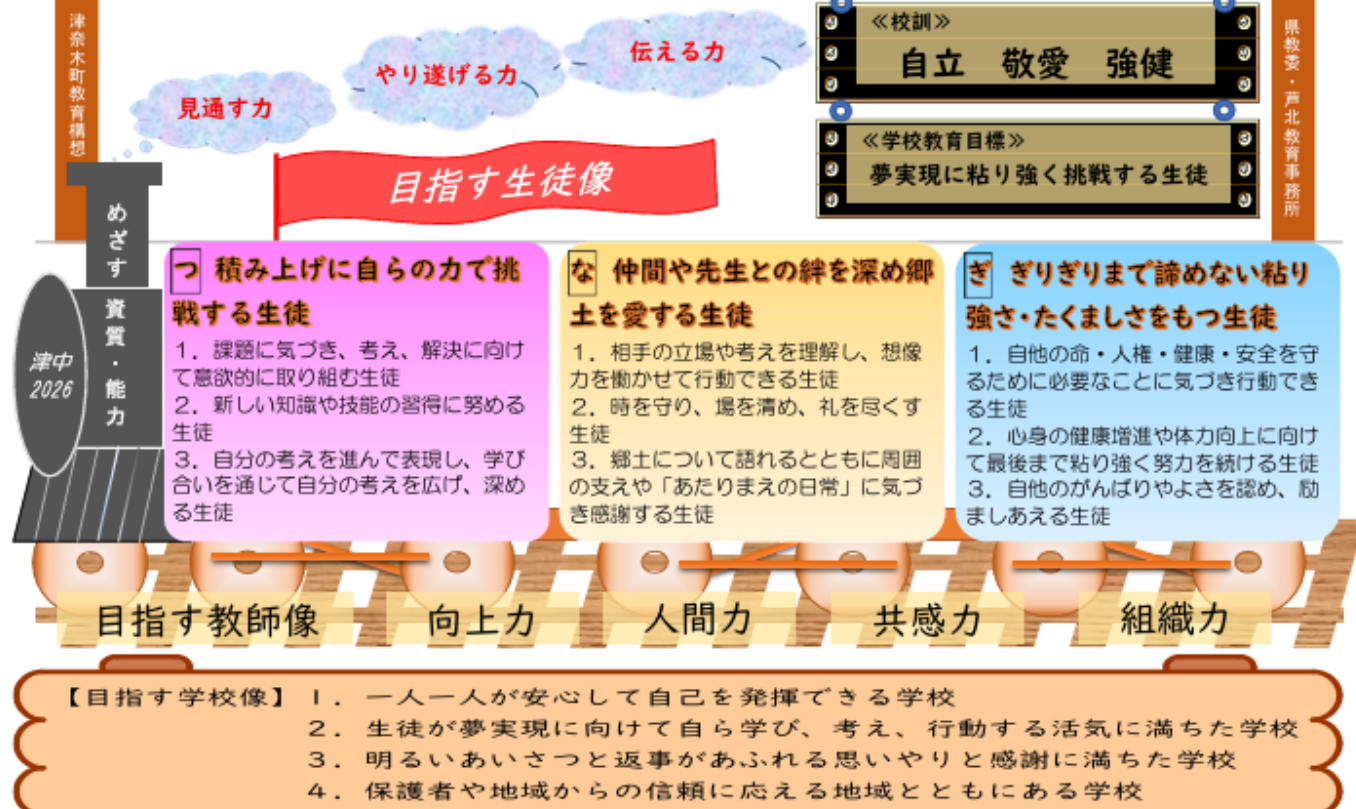 津奈木町教育構想
見通す力
やり遂げる力
伝える力
≪校訓≫
自立 敬愛 強健
≪学校教育目標≫
夢実現に粘り強く挑戦する生徒
県教委・芦北教育事務所
目指す生徒像
めざす資質・能力
津中
2026
つ 積み上げに自らの力で挑
戦する生徒
1．課題に気づき、考え、解決に向け
て意欲的に取り組む生徒
2．新しい知識や技能の習得に努める
生徒
3．自分の考えを進んで表現し、学び
合いを通じて自分の考えを広げ、深め
る生徒
な 仲間や先生との絆を深め郷
土を愛する生徒
1．相手の立場や考えを理解し、想像
力を働かせて行動できる生徒
2．時を守り、場を清め、礼を尽くす
生徒
3．郷土について語れるとともに周囲
の支えや「あたりまえの日常」に気づ
き感謝する生徒
ぎ ぎりぎりまで諦めない粘り
強さ・たくましさをもつ生徒
1．自他の命・人権・健康・安全を守
るために必要なことに気づき行動でき
る生徒
2．心身の健康増進や体力向上に向け
て最後まで粘り強く努力を続ける生徒
3．自他のがんばりやよさを認め、励
ましあえる生徒
目指す教師像 向上力 人間力 共感力 組織力
【目指す学校像】1．一人一人が安心して自己を発揮できる学校
2．生徒が夢実現に向けて自ら学び、考え、行動する活気に満ちた学校
3．明るいあいさつと返事があふれる思いやりと感謝に満ちた学校
4．保護者や地域からの信頼に応える地域とともにある学校